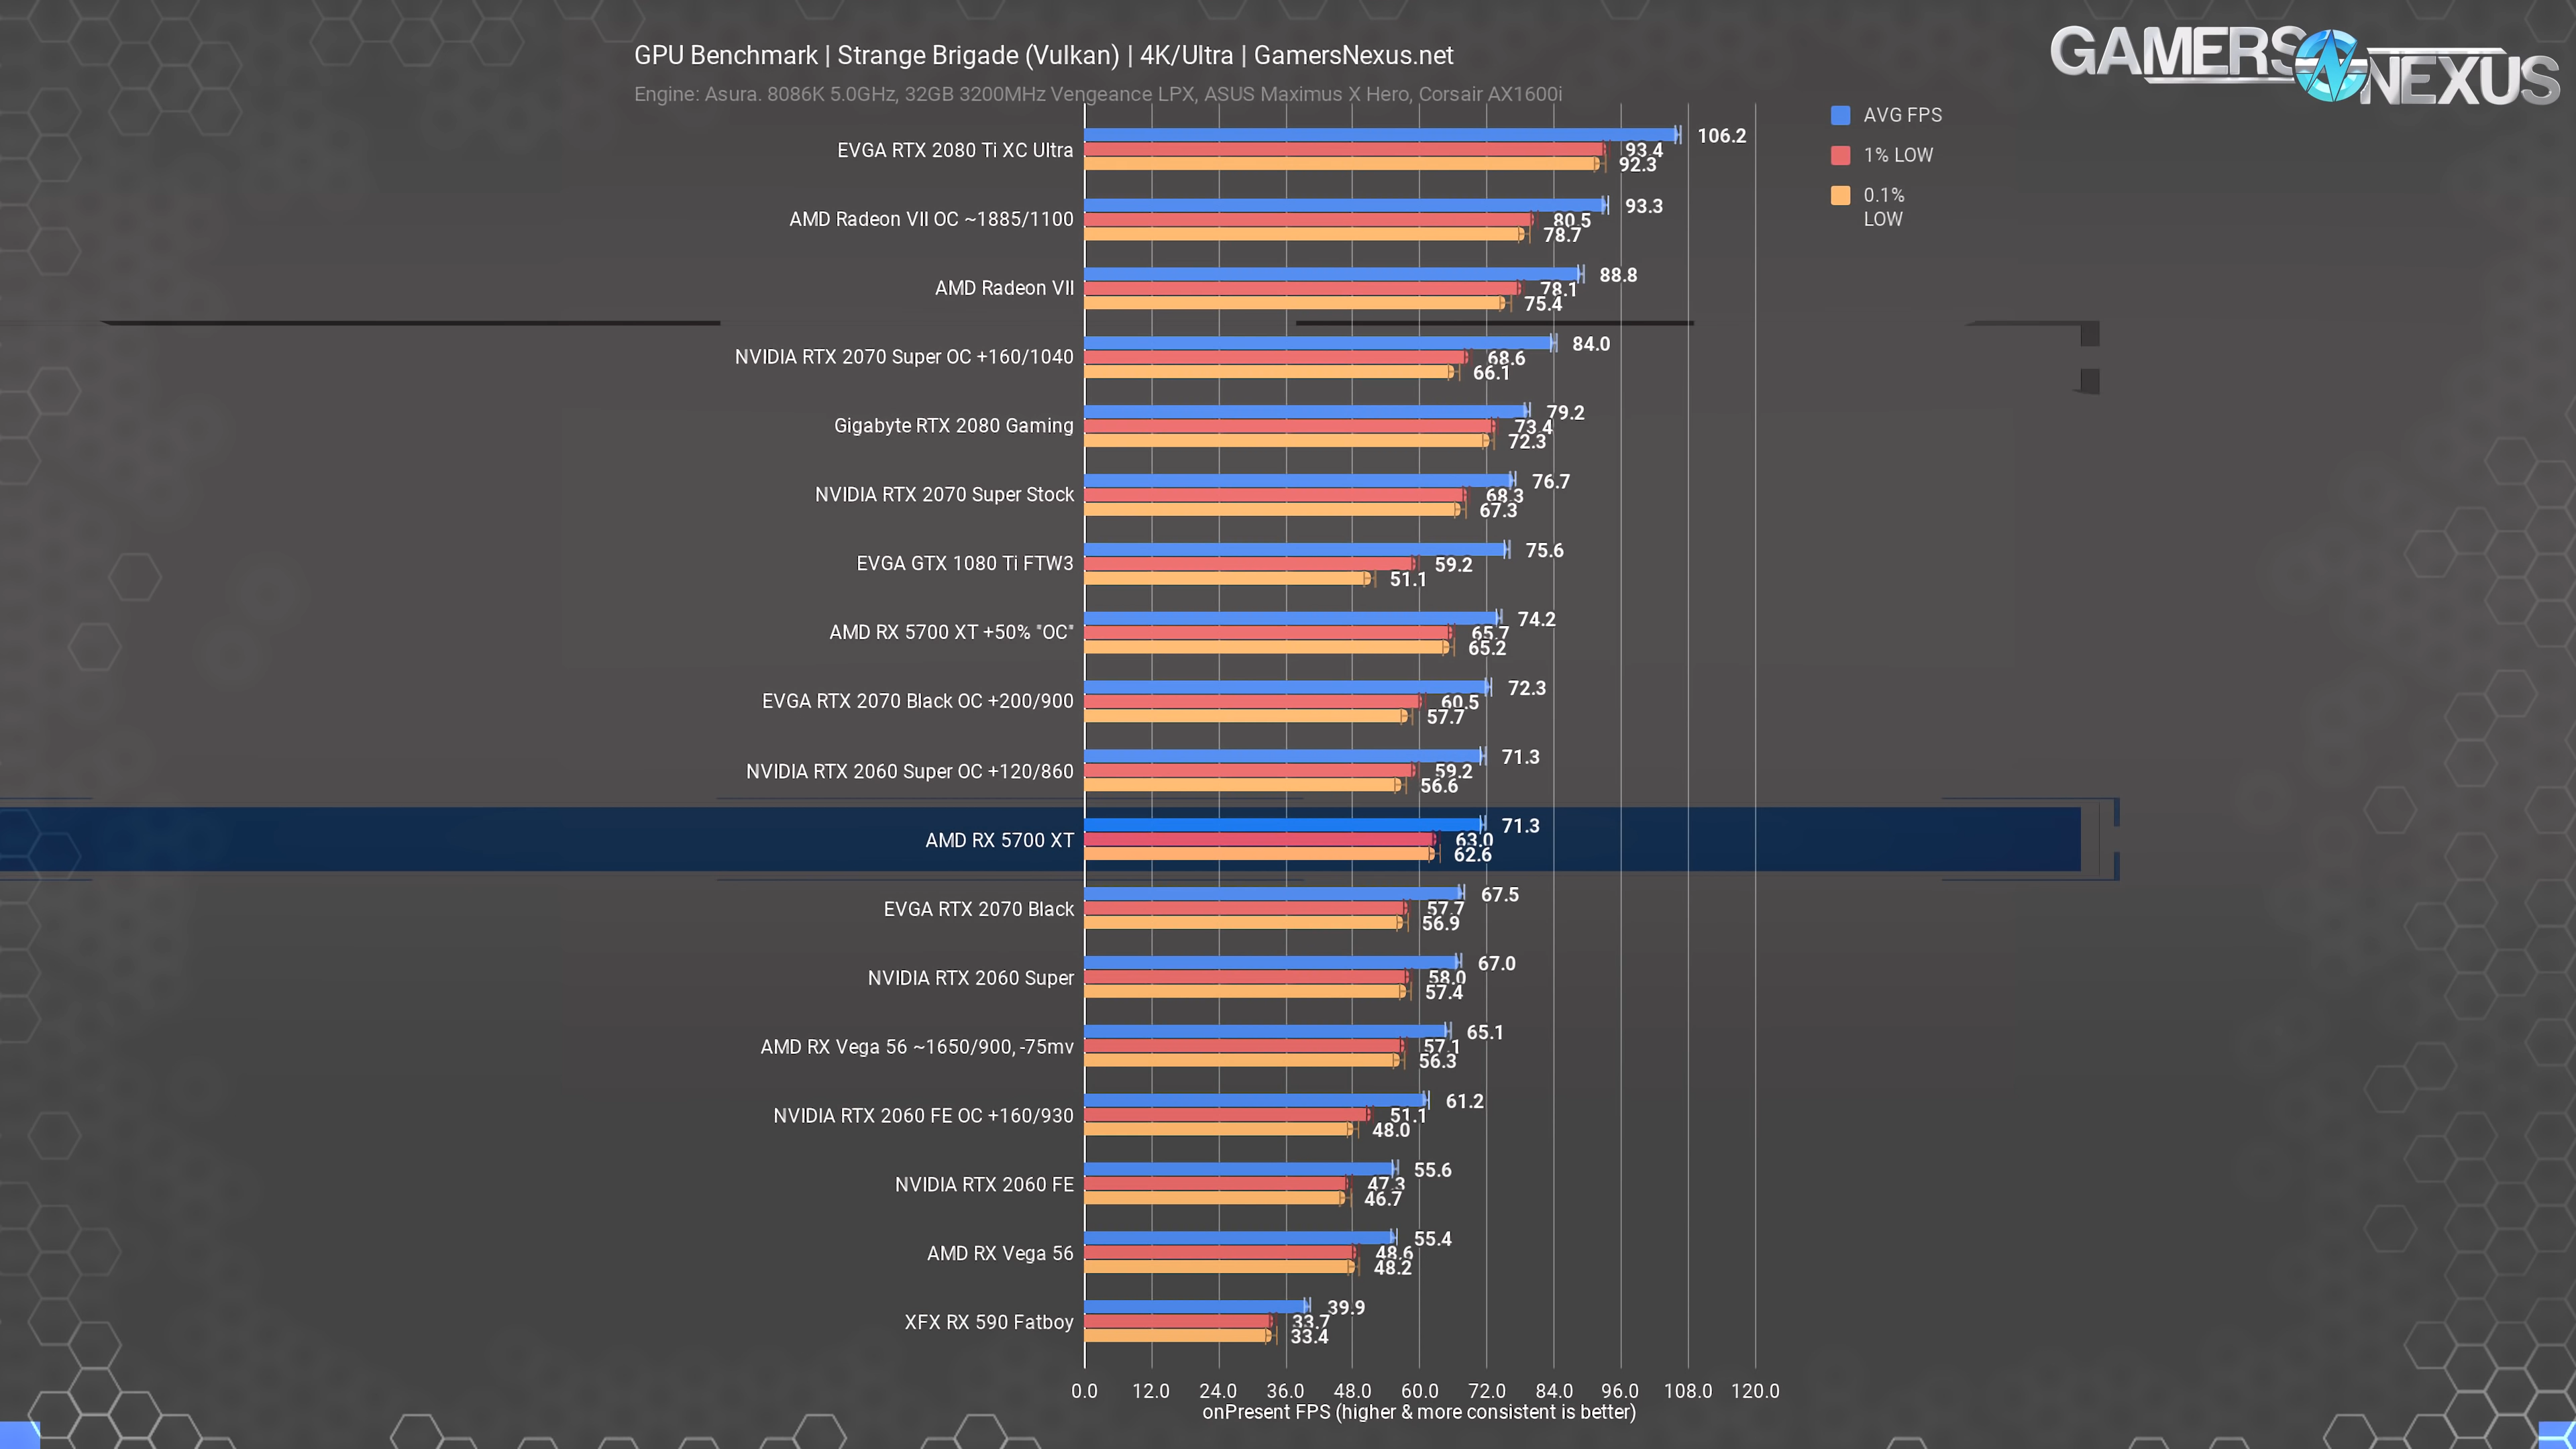 GAMERS NEXUS
GPU Benchmark | Strange Brigade (Vulkan) | 4K/Ultra | GamersNexus.net
Engine: Asura. 8086K 5.0GHz, 32GB 3200MHz Vengeance LPX, ASUS Maximus X Hero, Corsair AX1600i
AVG FPS
1% LOW
0.1%
LOW
EVGA RTX 2080 Ti XC Ultra
106.2
93.4
92.3
AMD Radeon VII OC ~1885/1100
93.3
80.5
78.7
AMD Radeon VII
88.8
78.1
75.4
NVIDIA RTX 2070 Super OC +160/1040
84.0
68.6
66.1
Gigabyte RTX 2080 Gaming
79.2
73.4
72.3
NVIDIA RTX 2070 Super Stock
76.7
68.3
67.3
EVGA GTX 1080 Ti FTW3
75.6
59.2
51.1
AMD RX 5700 XT +50% "OC"
74.2
65.7
65.2
EVGA RTX 2070 Black OC +200/900
72.3
60.5
57.7
NVIDIA RTX 2060 Super OC +120/860
71.3
59.2
56.6
AMD RX 5700 XT
71.3
63.0
62.6
EVGA RTX 2070 Black
67.5
57.7
56.9
NVIDIA RTX 2060 Super
67.0
58.0
57.4
AMD RX Vega 56 ~1650/900, -75mv
65.1
57.1
56.3
NVIDIA RTX 2060 FE OC +160/930
61.2
51.1
48.0
NVIDIA RTX 2060 FE
55.6
47.3
46.7
AMD RX Vega 56
55.4
48.6
48.2
XFX RX 590 Fatboy
39.9
33.7
33.4
0.0 12.0 24.0 36.0 48.0 60.0 72.0 84.0 96.0 108.0 120.0
onPresent FPS (higher & more consistent is better)